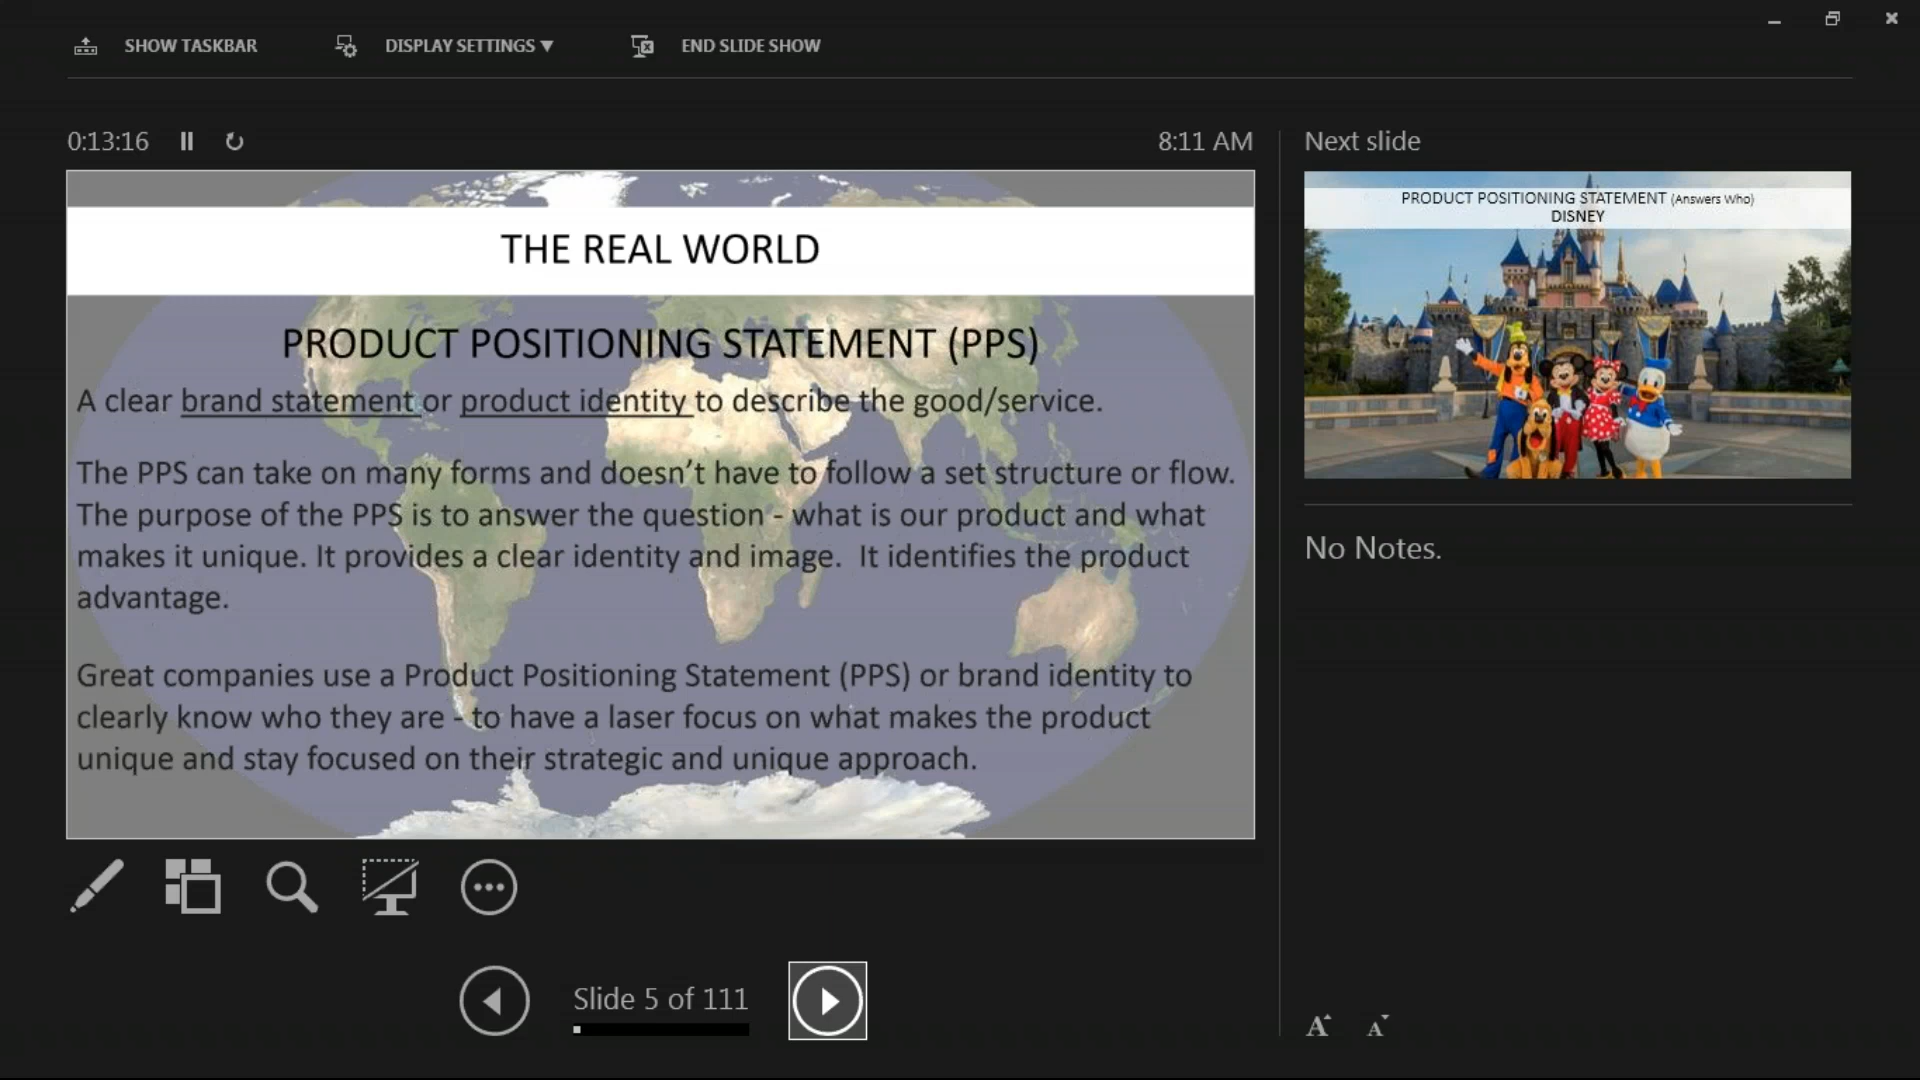 SHOW TASKBAR
DISPLAY SETTINGS ▼
END SLIDE SHOW
0:13:16
8:11 AM
THE REAL WORLD
PRODUCT POSITIONING STATEMENT (PPS)
A clear brand statement or product identity to describe the good/service.
The PPS can take on many forms and doesn't have to follow a set structure or flow.
The purpose of the PPS is to answer the question - what is our product and what
makes it unique. It provides a clear identity and image.  It identifies the product
advantage.
Great companies use a Product Positioning Statement (PPS) or brand identity to
clearly know who they are - to have a laser focus on what makes the product
unique and stay focused on their strategic and unique approach.
Slide 5 of 111
Next slide
PRODUCT POSITIONING STATEMENT (Answers Who)
DISNEY
No Notes.
A A